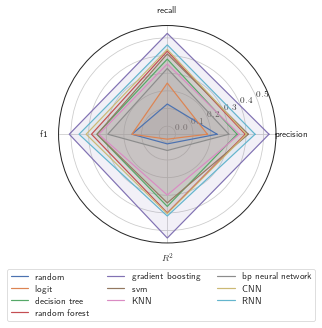 recall
0.5
0.4
0.3
0.2
0.1
0.0
f1
precision
R²
random
gradient boosting
bp neural network
logit
svm
CNN
decision tree
KNN
RNN
random forest